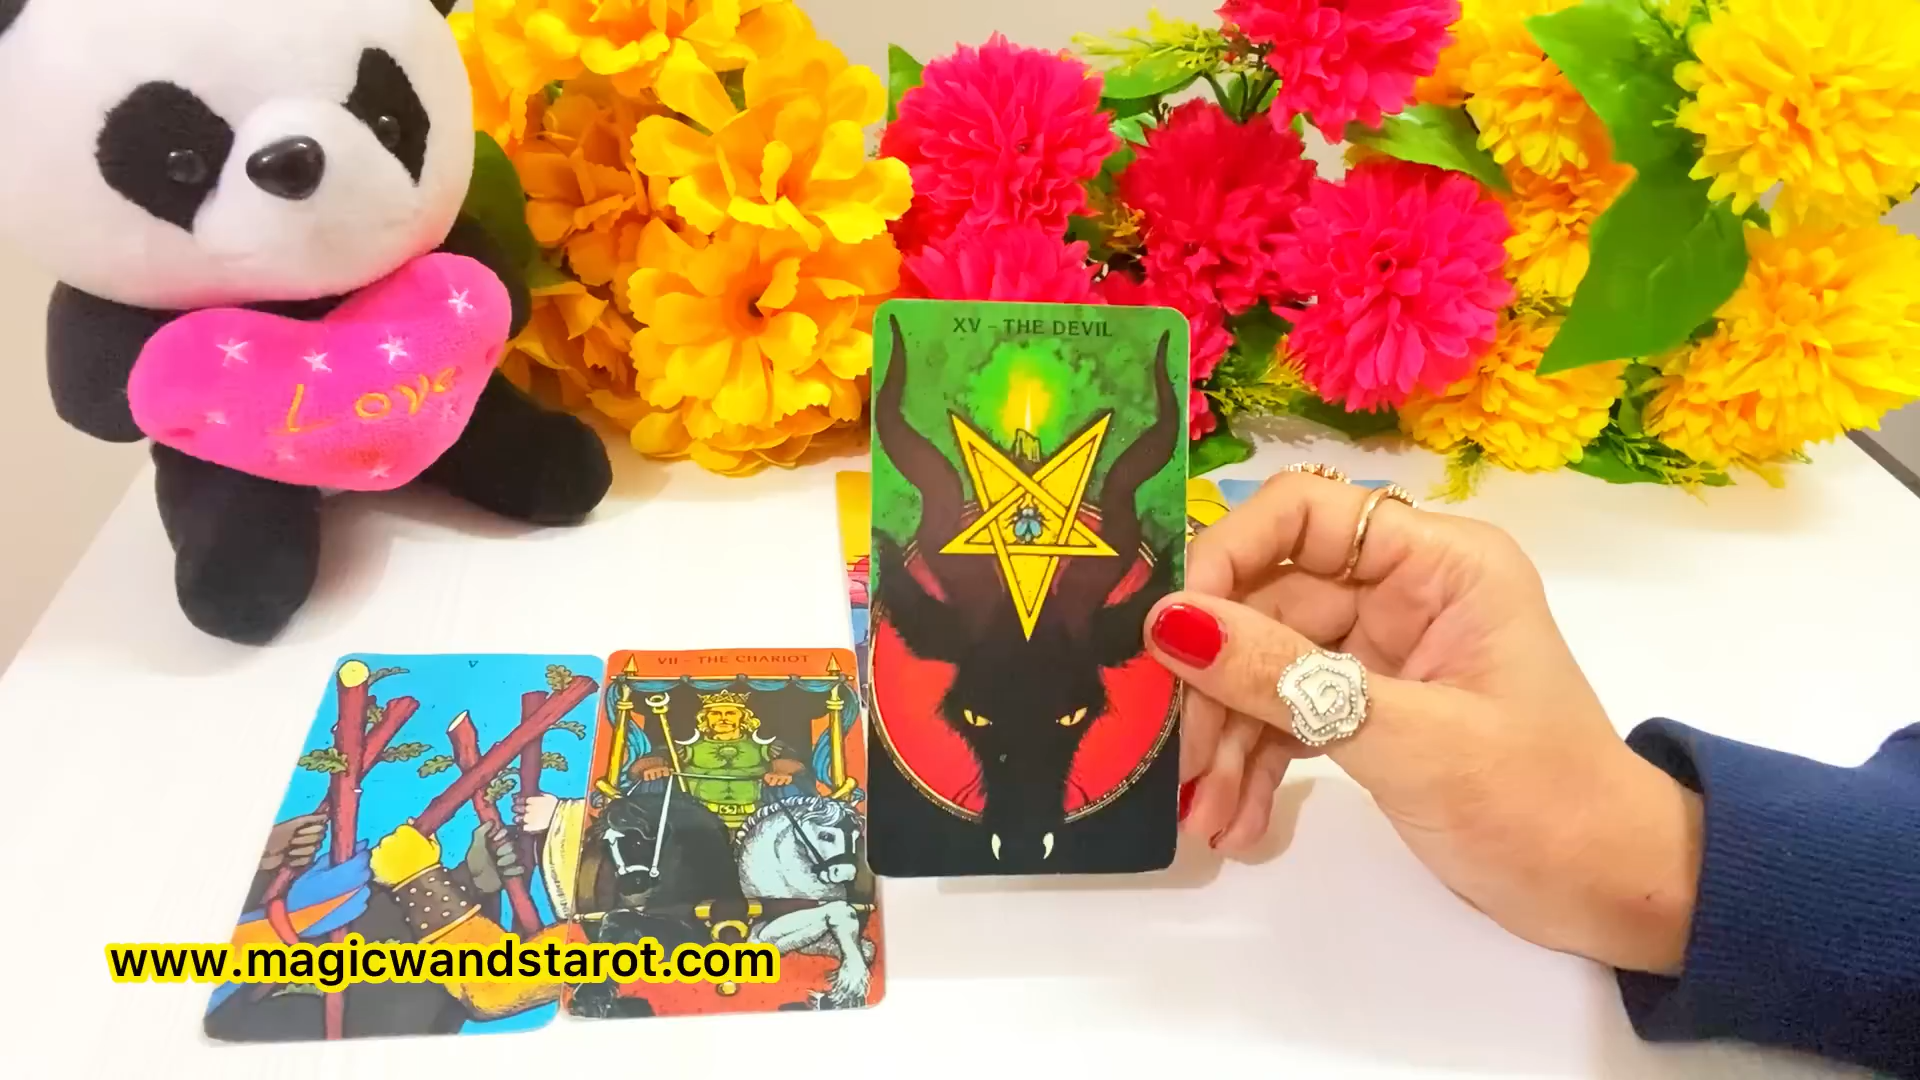 Love
XV – THE DEVIL
V
VII – THE CHARIOT
www.magicwandstarot.com